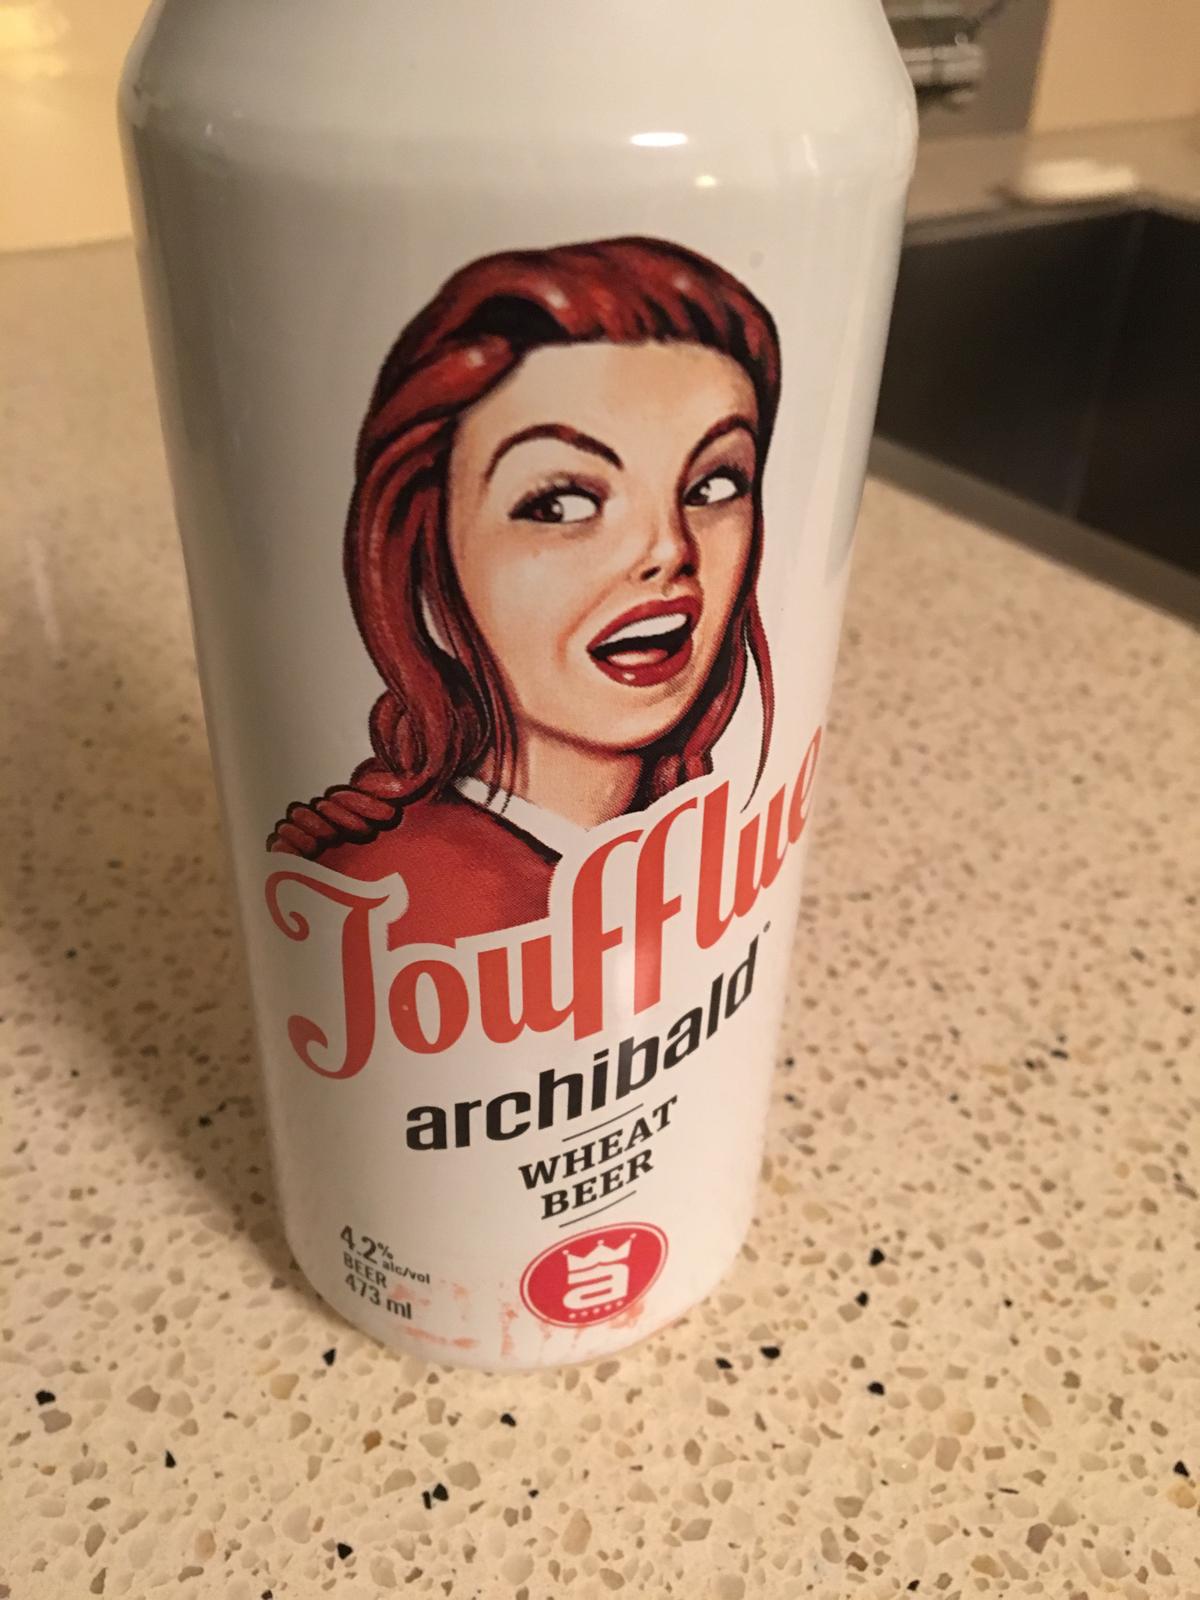 Joufflue
archibald
WHEAT
BEER
4.2% alc/vol
BEER
473 ml
a